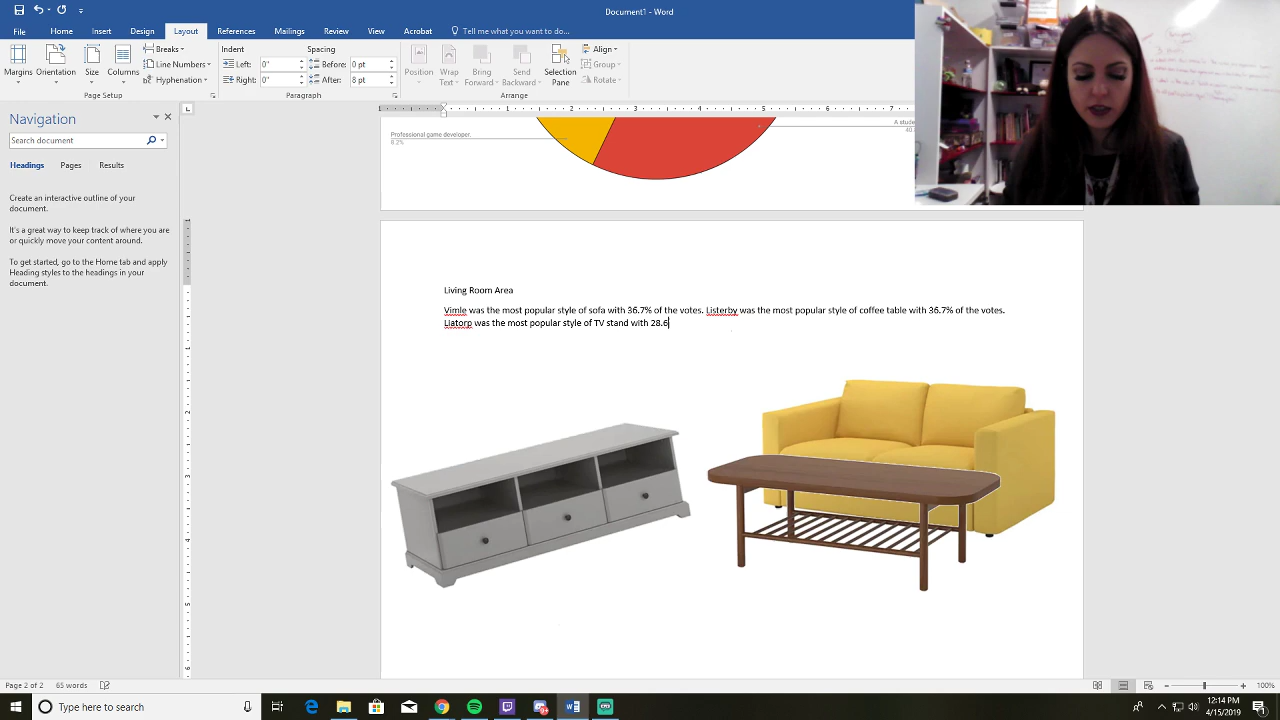 Document1 - Word
File
Home
Insert
Design
Layout
References
Mailings
Review
View
Acrobat
Tell me what you want to do...
Margins
Orientation
Size
Columns
Breaks
Line Numbers
Hyphenation
Page Setup
Indent
Left: 0"
Right: 0"
Spacing
Before: 0 pt
After: 8 pt
Paragraph
Position
Wrap Text
Bring Forward
Send Backward
Selection Pane
Align
Group
Rotate
Arrange
Navigation
Search document
Headings
Pages
Results
Create an interactive outline of your
document.
It's a great way to keep track of where you are
or quickly move your content around.
To get started, go to the Home tab and apply
Heading styles to the headings in your
document.
Professional game developer.
8.2%
A stude
40.
Living Room Area
Vimle was the most popular style of sofa with 36.7% of the votes. Listerby was the most popular style of coffee table with 36.7% of the votes.
Liatorp was the most popular style of TV stand with 28.6
Page 2 of 2
65 words
100%
Type here to search
12:14 PM
4/15/2019